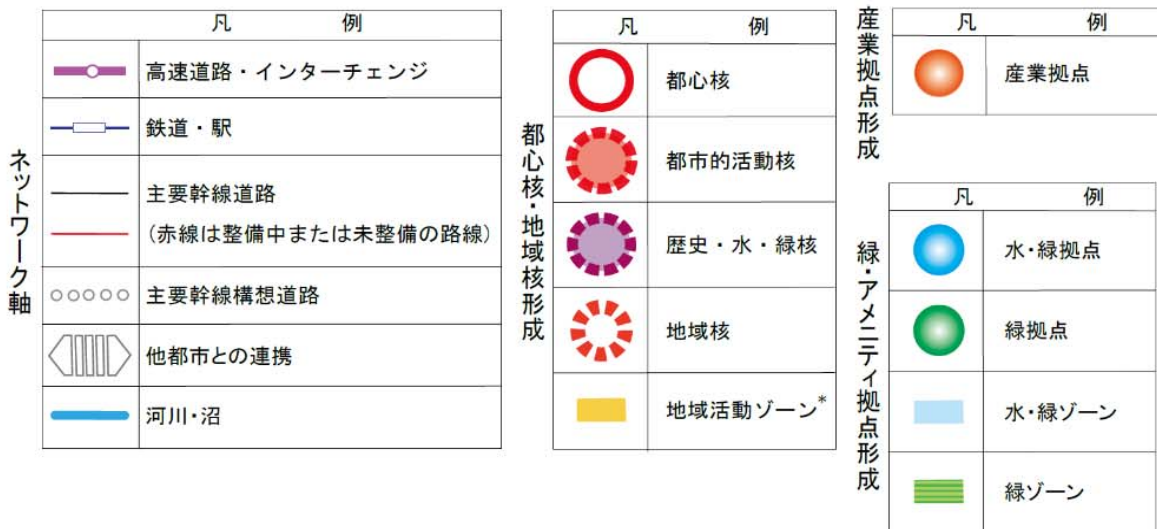 ネットワーク軸
凡 例
高速道路・インターチェンジ
鉄道・駅
主要幹線道路
(赤線は整備中または未整備の路線)
主要幹線構想道路
他都市との連携
河川・沼
都心核・地域核形成
凡 例
都心核
都市的活動核
歴史・水・緑核
地域核
地域活動ゾーン*
産業拠点形成
凡 例
産業拠点
緑・アメニティ拠点形成
凡 例
水・緑拠点
緑拠点
水・緑ゾーン
緑ゾーン